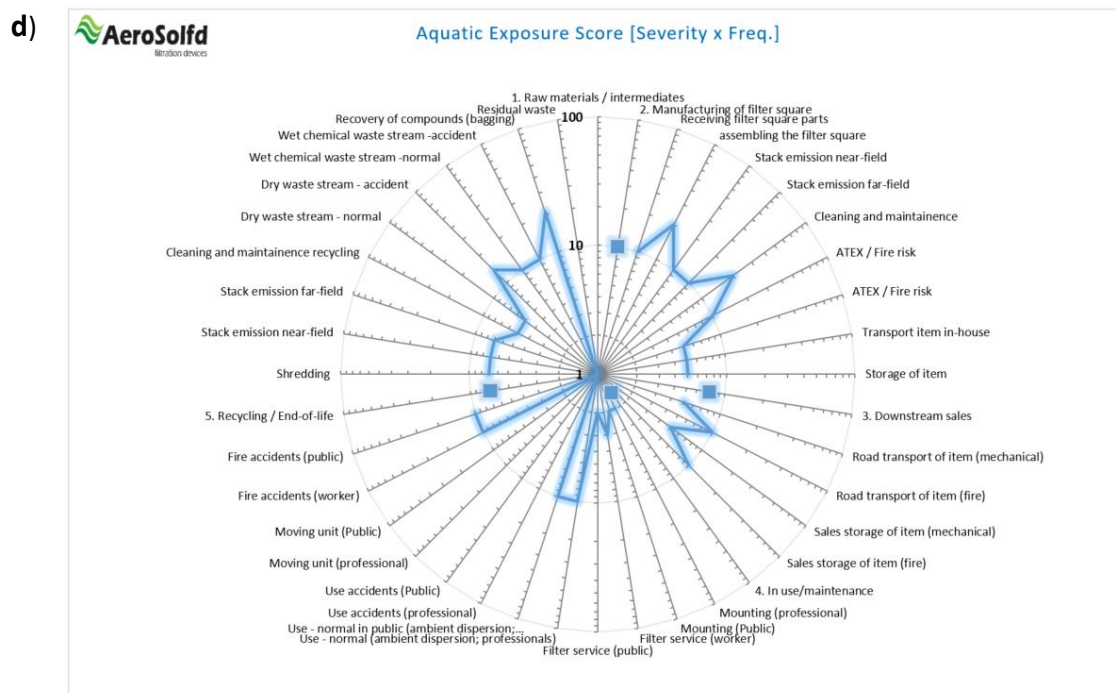 d)
AeroSolfd
filtration devices
Aquatic Exposure Score [Severity x Freq.]
1. Raw materials / intermediates
2. Manufacturing of filter square
Receiving filter square parts
assembling the filter square
Stack emission near-field
Stack emission far-field
Cleaning and maintainence
ATEX / Fire risk
ATEX / Fire risk
Transport item in-house
Storage of item
3. Downstream sales
Road transport of item (mechanical)
Road transport of item (fire)
Sales storage of item (mechanical)
Sales storage of item (fire)
4. In use/maintenance
Mounting (professional)
Mounting (Public)
Filter service (worker)
Filter service (public)
Use - normal (ambient dispersion; professionals)
Use - normal in public (ambient dispersion;...
Use accidents (professional)
Use accidents (Public)
Moving unit (professional)
Moving unit (Public)
Fire accidents (worker)
Fire accidents (public)
5. Recycling / End-of-life
Shredding
Stack emission near-field
Stack emission far-field
Cleaning and maintainence recycling
Dry waste stream - normal
Dry waste stream - accident
Wet chemical waste stream -normal
Wet chemical waste stream -accident
Recovery of compounds (bagging)
Residual waste
100
10
1